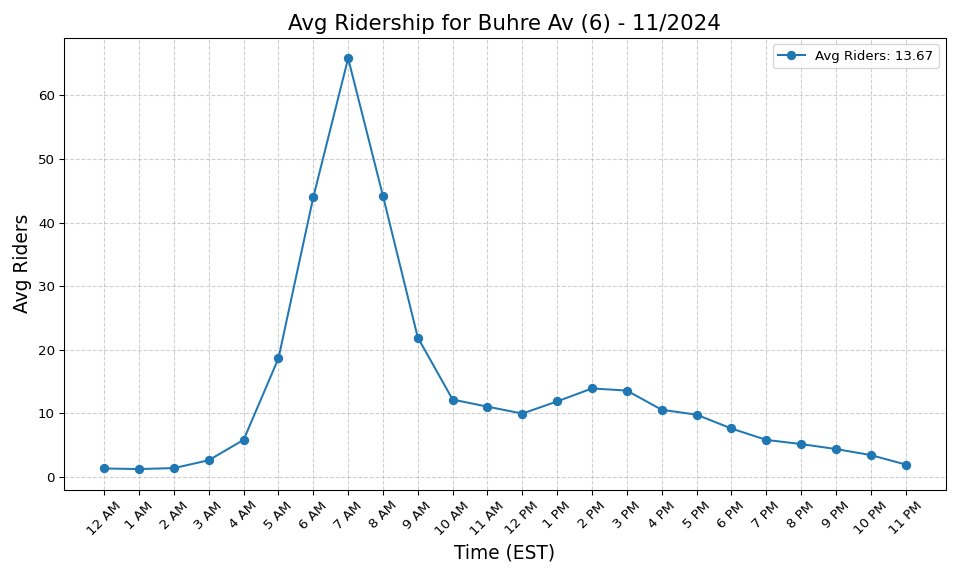 Avg Ridership for Buhre Av (6) - 11/2024
Avg Riders: 13.67
Avg Riders
60
50
40
30
20
10
0
12 AM
1 AM
2 AM
3 AM
4 AM
5 AM
6 AM
7 AM
8 AM
9 AM
10 AM
11 AM
12 PM
1 PM
2 PM
3 PM
4 PM
5 PM
6 PM
7 PM
8 PM
9 PM
10 PM
11 PM
Time (EST)